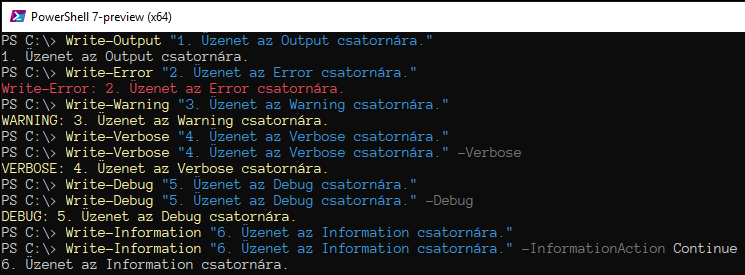 PowerShell 7-preview (x64)
PS C:\> Write-Output "1. Üzenet az Output csatornára."
1. Üzenet az Output csatornára.
PS C:\> Write-Error "2. Üzenet az Error csatornára."
Write-Error: 2. Üzenet az Error csatornára.
PS C:\> Write-Warning "3. Üzenet az Warning csatornára."
WARNING: 3. Üzenet az Warning csatornára.
PS C:\> Write-Verbose "4. Üzenet az Verbose csatornára."
PS C:\> Write-Verbose "4. Üzenet az Verbose csatornára." -Verbose
VERBOSE: 4. Üzenet az Verbose csatornára.
PS C:\> Write-Debug "5. Üzenet az Debug csatornára."
PS C:\> Write-Debug "5. Üzenet az Debug csatornára." -Debug
DEBUG: 5. Üzenet az Debug csatornára.
PS C:\> Write-Information "6. Üzenet az Information csatornára."
PS C:\> Write-Information "6. Üzenet az Information csatornára." -InformationAction Continue
6. Üzenet az Information csatornára.